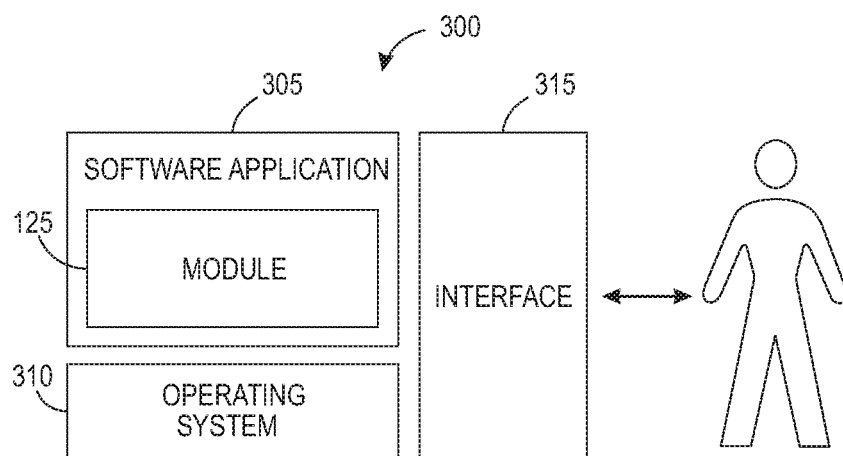 300
305
315
SOFTWARE APPLICATION
125
MODULE
INTERFACE
310
OPERATING
SYSTEM